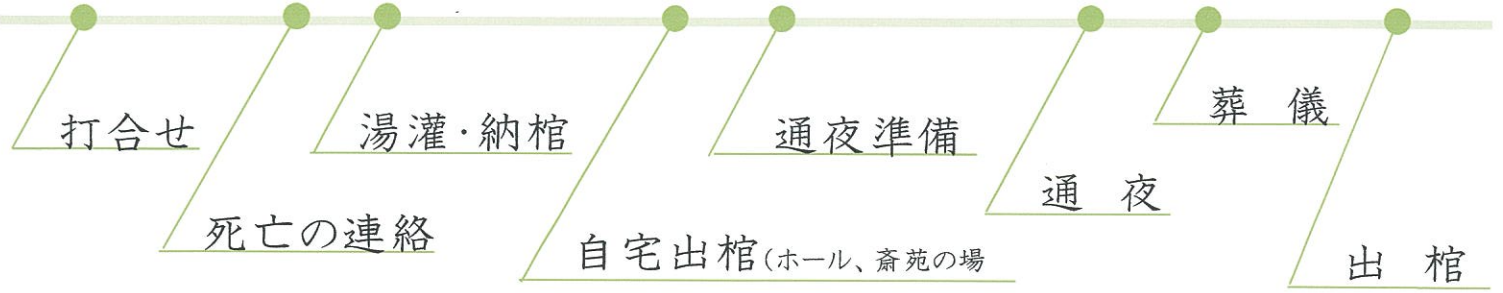 打合せ
死亡の連絡
湯灌・納棺
自宅出棺(ホール、斎苑の場
通夜準備
通 夜
葬 儀
出 棺